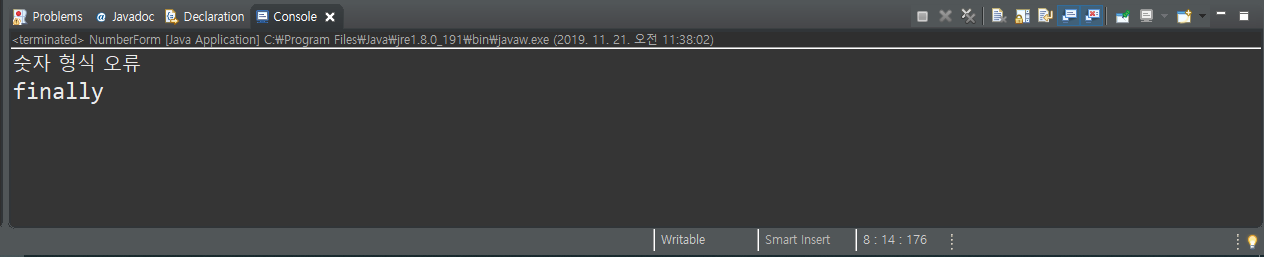 Problems @ Javadoc Declaration Console
<terminated> NumberForm [Java Application] C:₩Program Files₩Java₩jre1.8.0_191₩bin₩javaw.exe (2019. 11. 21. 오전 11:38:02)
숫자 형식 오류
finally
Writable Smart Insert 8 : 14 : 176